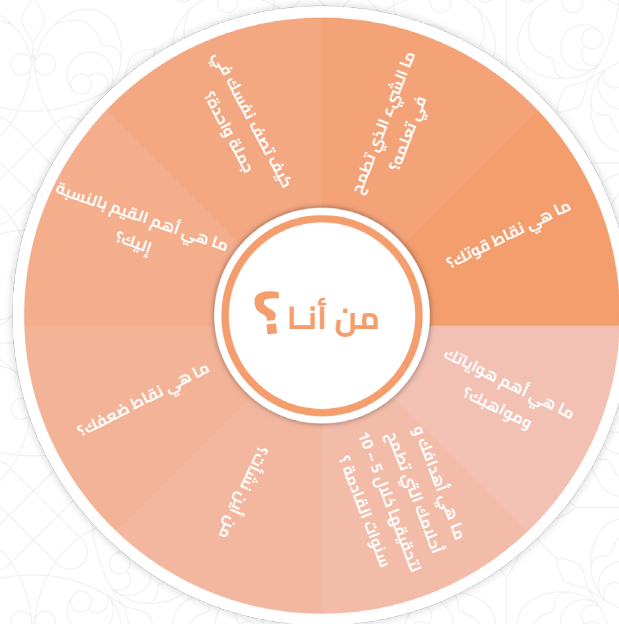 من أنا ؟
ما الشيء الذي تطمح
في تعلمه؟
ما هي نقاط قوتك؟
ما هي أهم هواياتك
ومواهبك؟
ما هي أهدافك و
أحلامك التي تطمح
لتحقيقها خلال 5 – 10
سنوات القادمة ؟
من أين نشأت؟
ما هي نقاط ضعفك؟
ما هي أهم القيم بالنسبة
إليك؟
كيف تصف نفسك في
جملة واحدة؟